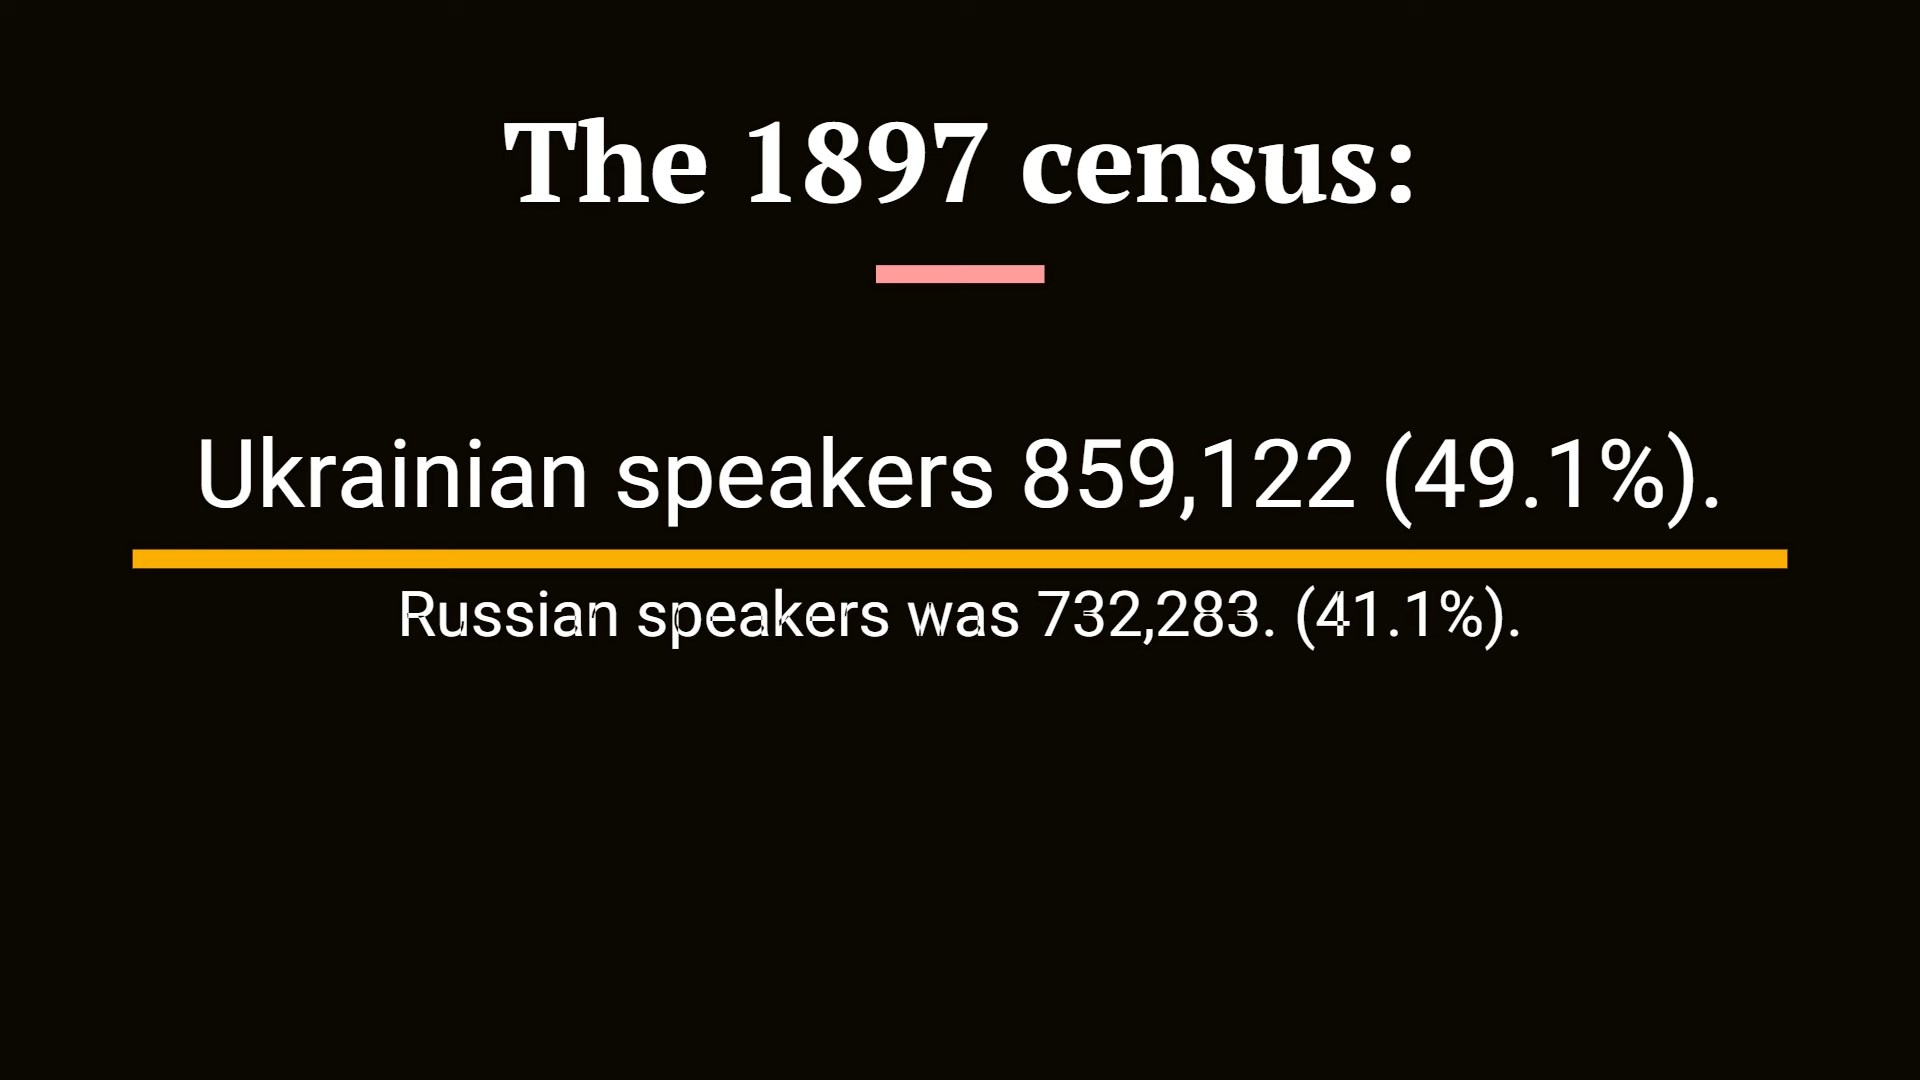 The 1897 census:
Ukrainian speakers 859,122 (49.1%).
Russian speakers was 732,283. (41.1%).